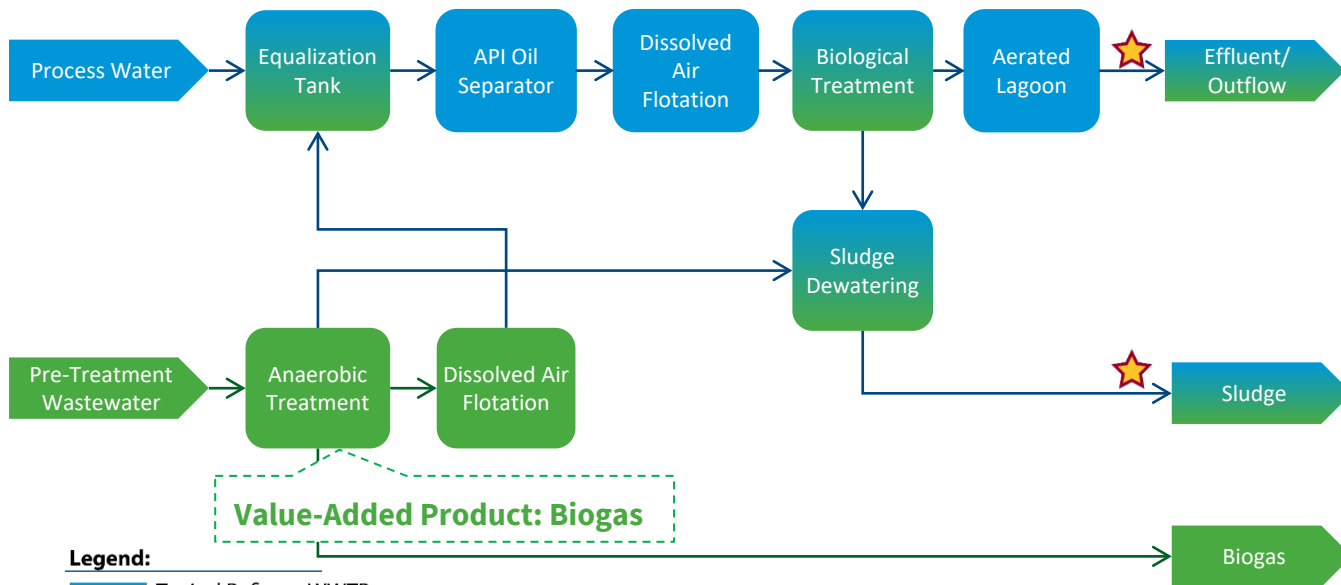 Process Water
Equalization
Tank
API Oil
Separator
Dissolved
Air
Flotation
Biological
Treatment
Aerated
Lagoon
Effluent/
Outflow
Sludge
Dewatering
Pre-Treatment
Wastewater
Anaerobic
Treatment
Dissolved Air
Flotation
Sludge
Value-Added Product: Biogas
Biogas
Legend: